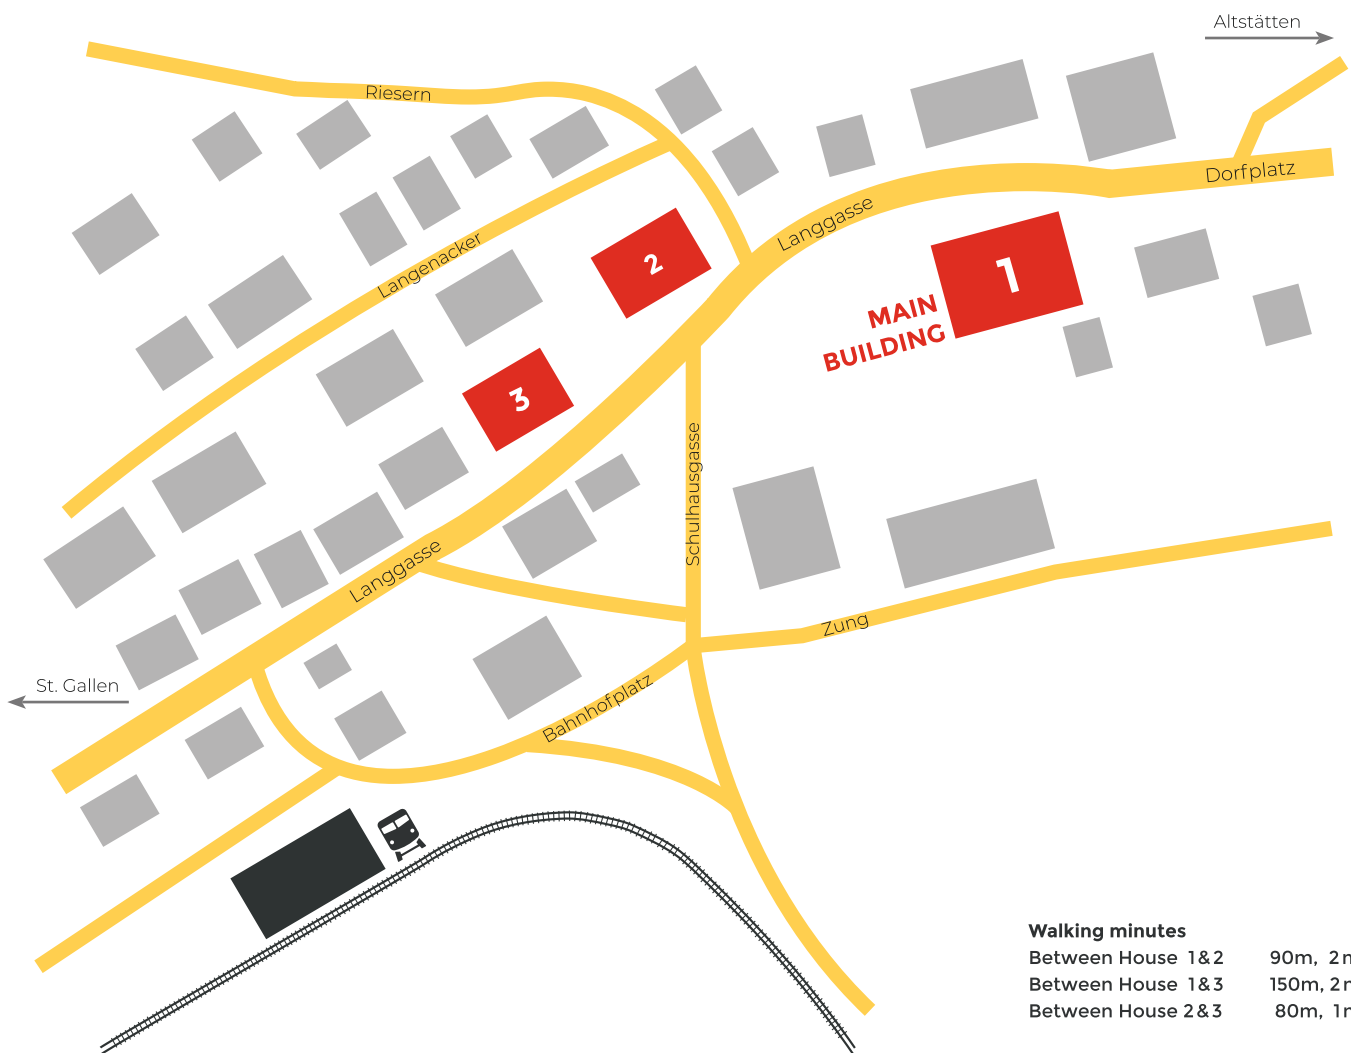 Altstätten
Riesern
Dorfplatz
Langgasse
Langenacker
2
1
MAIN
BUILDING
3
Schulhausgasse
Langgasse
Zung
St. Gallen
Bahnhofplatz
Walking minutes
Between House 1&2 90m, 2
Between House 1&3 150m, 2
Between House 2&3 80m, 1